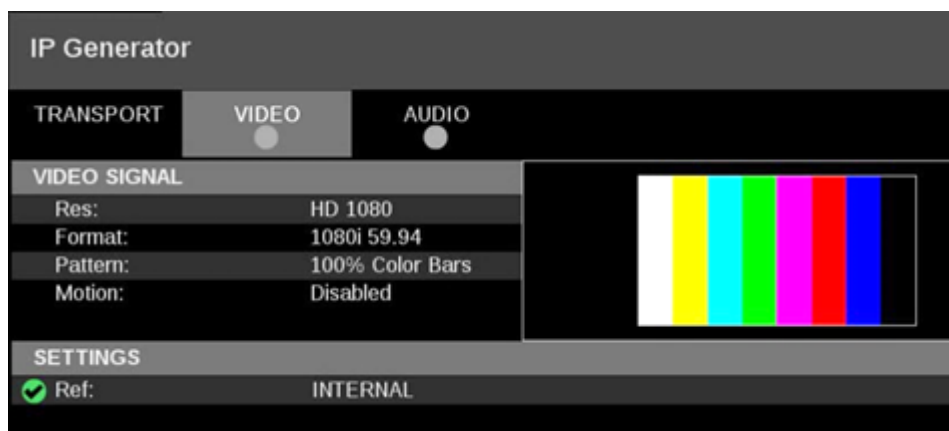 IP Generator
TRANSPORT VIDEO AUDIO
VIDEO SIGNAL
Res: HD 1080
Format: 1080i 59.94
Pattern: 100% Color Bars
Motion: Disabled
SETTINGS
Ref: INTERNAL